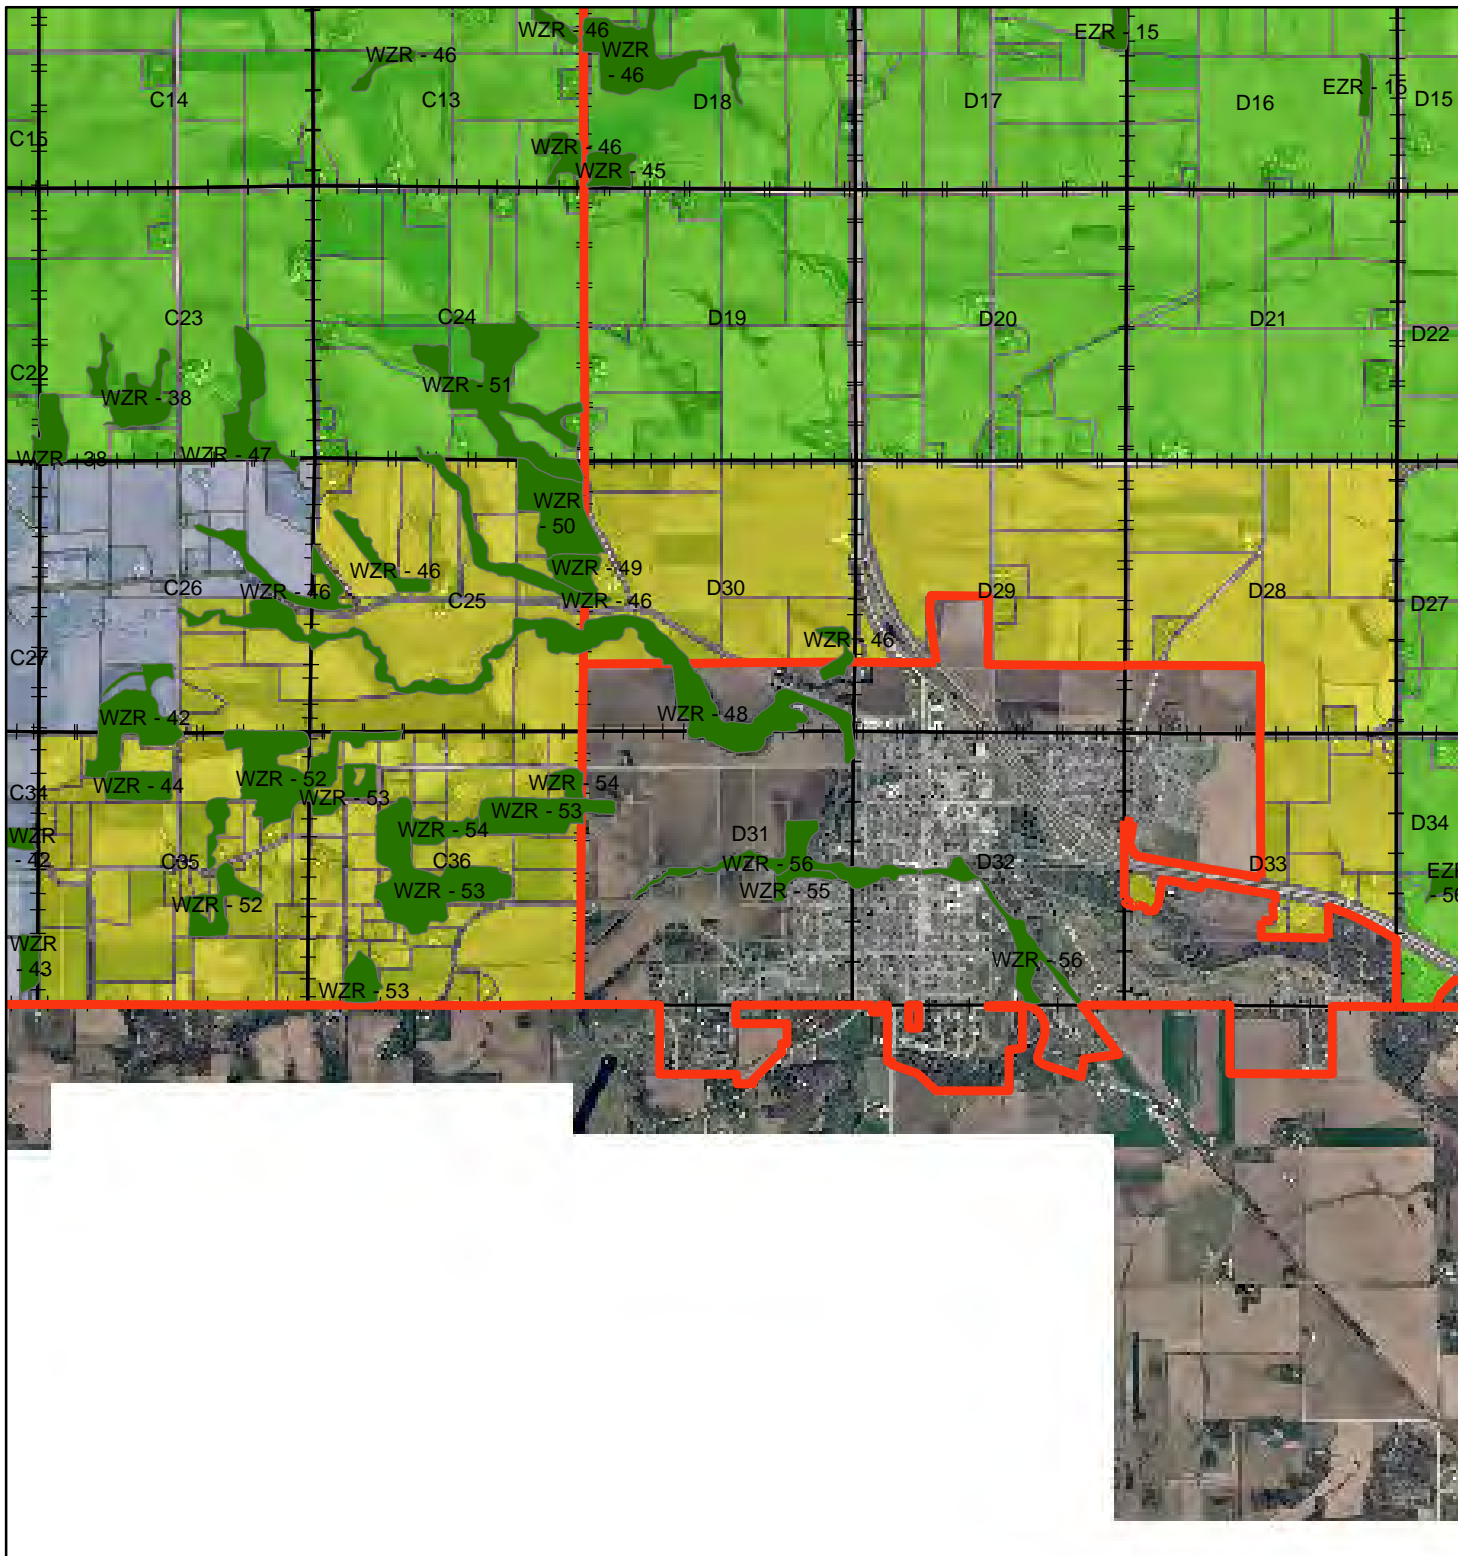 WZR - 46
EZR - 15
WZR - 46
WZR
- 46
C14
C13
D18
D17
D16
EZR - 15
D15
C15
WZR - 46
WZR - 45
C23
C24
D19
D20
D21
D22
C22
WZR - 38
WZR - 51
WZR - 38
WZR - 47
WZR
- 50
WZR - 46
WZR - 49
C26
WZR - 46
C25
WZR - 46
D30
D29
D28
D27
WZR - 46
C27
WZR - 42
WZR - 48
WZR - 44
WZR - 52
WZR - 53
WZR - 54
C34
WZR - 53
WZR - 54
D31
D34
WZR
- 42
C35
C36
WZR - 56
D32
D33
WZR - 53
WZR - 55
EZR
- 56
WZR - 52
WZR
- 43
WZR - 56
WZR - 53